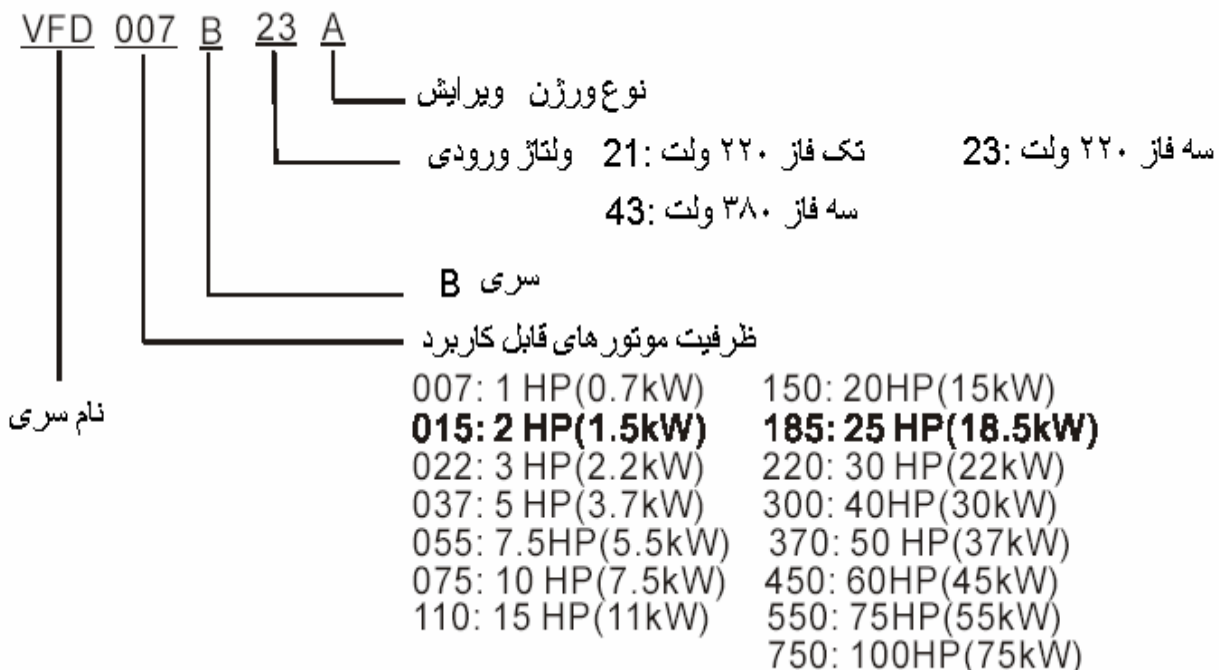 VFD 007 B 23 A
نوع ورژن ویرایش
ولتاژ ورودی 21: تک فاز ۲۲۰ ولت 23: سه فاز ۲۲۰ ولت
43: سه فاز ۳۸۰ ولت
سری B
ظرفیت موتورهای قابل کاربرد
نام سری
007: 1 HP(0.7kW) 150: 20HP(15kW)
015: 2 HP(1.5kW) 185: 25 HP(18.5kW)
022: 3 HP(2.2kW) 220: 30 HP(22kW)
037: 5 HP(3.7kW) 300: 40HP(30kW)
055: 7.5HP(5.5kW) 370: 50 HP(37kW)
075: 10 HP(7.5kW) 450: 60HP(45kW)
110: 15 HP(11kW) 550: 75HP(55kW)
750: 100HP(75kW)